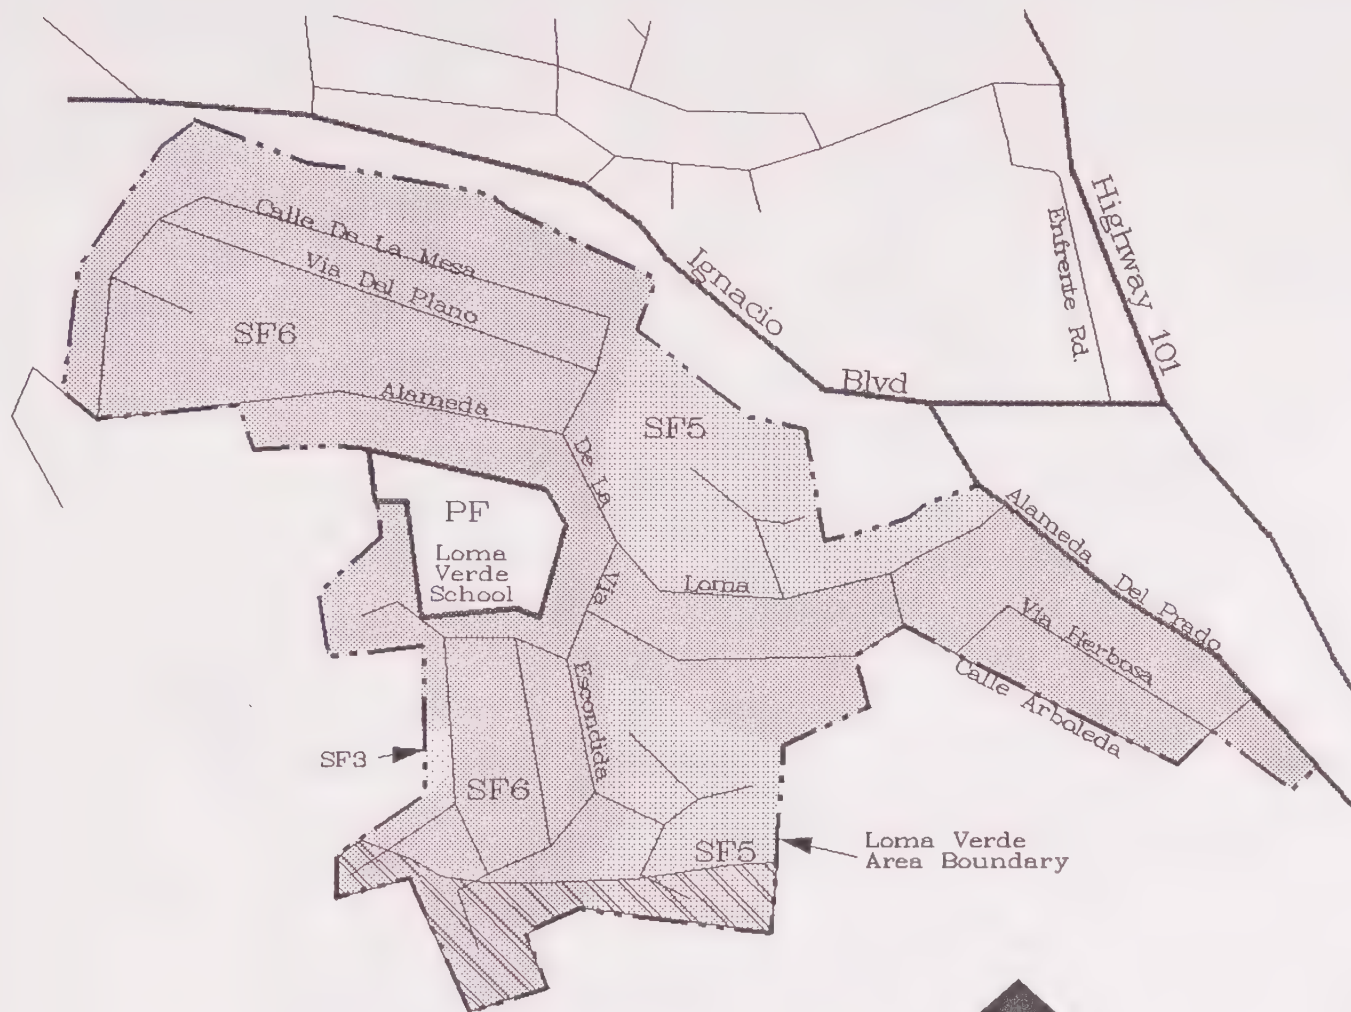 Calle De La Mesa
Via Del Plano
SF6
Alameda
De La
Loma
Ignacio
Blvd
Highway 101
Enfrente Rd.
SF5
PF
Loma
Verde
School
Via
Escondida
Alameda Del Prado
Via Herbosa
Calle Arboleda
SF3
SF6
SF5
Loma Verde
Area Boundary